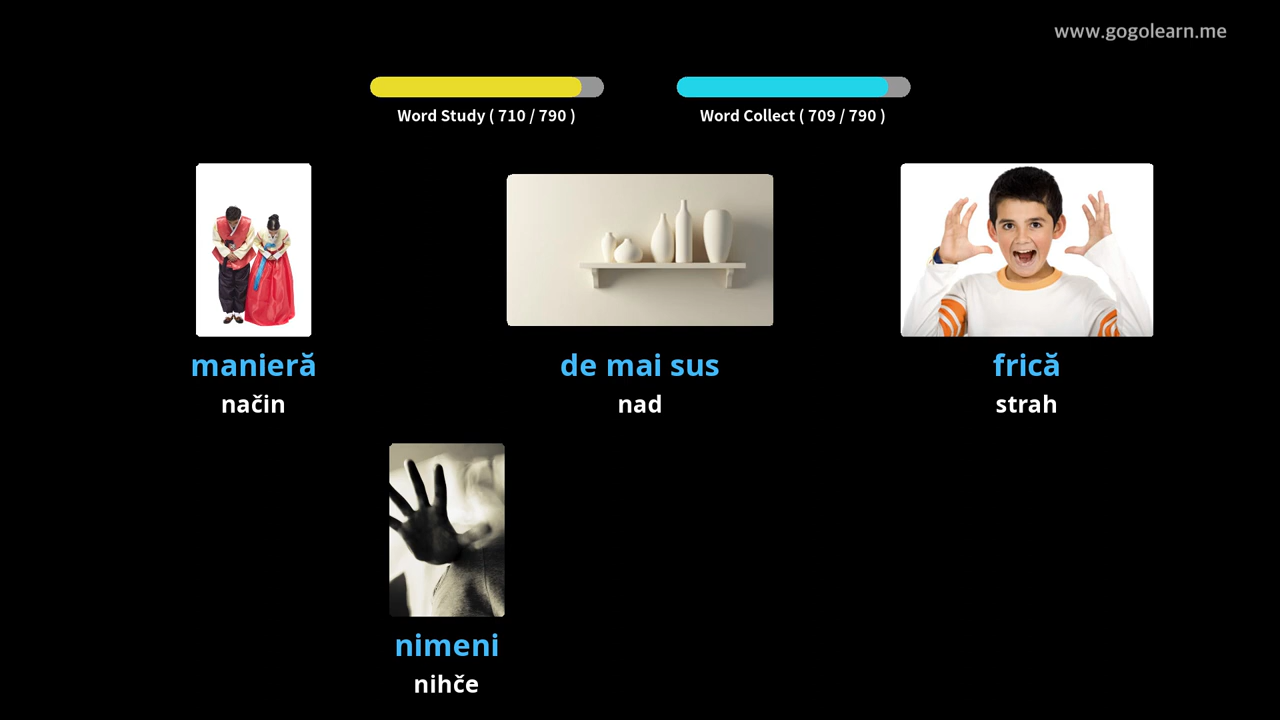 www.gogolearn.me
Word Study ( 710 / 790 )
Word Collect ( 709 / 790 )
manieră
način
de mai sus
nad
frică
strah
nimeni
nihče